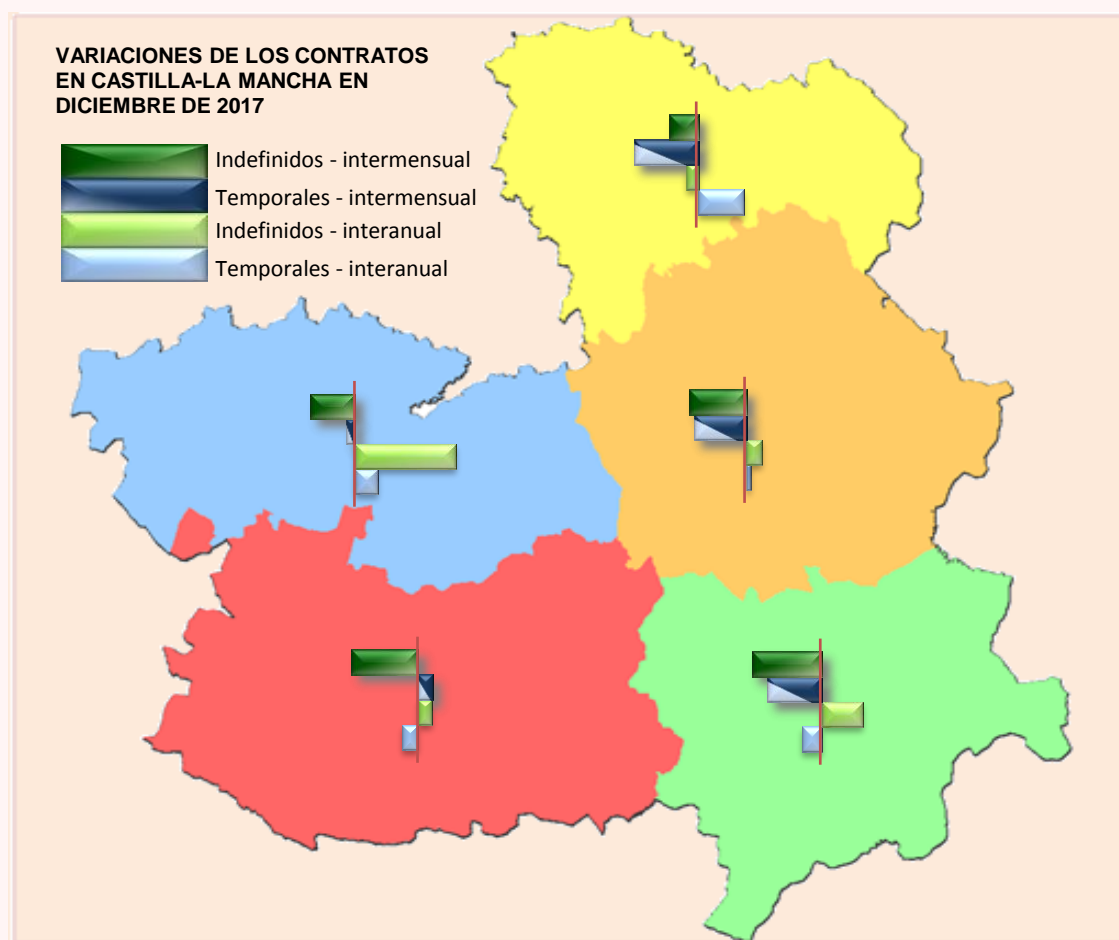 VARIACIONES DE LOS CONTRATOS
EN CASTILLA-LA MANCHA EN
DICIEMBRE DE 2017
Indefinidos - intermensual
Temporales - intermensual
Indefinidos - interanual
Temporales - interanual